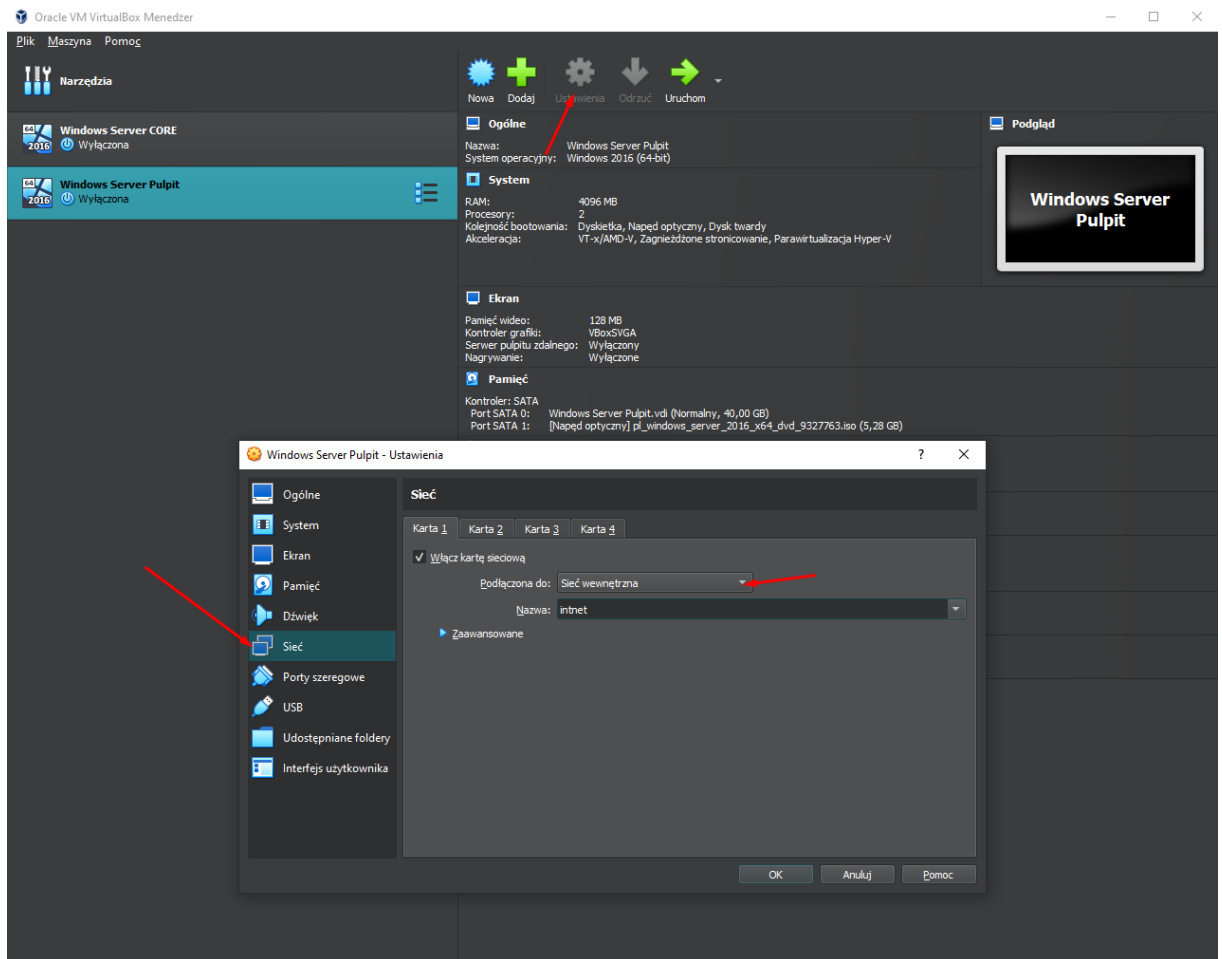 Oracle VM VirtualBox Menedżer
Plik Maszyna Pomoc
Narzędzia
Nowa Dodaj Ustawienia Odrzuć Uruchom
64 2016 Windows Server CORE
Wyłączona
64 2016 Windows Server Pulpit
Wyłączona
Ogólne
Nazwa: Windows Server Pulpit
System operacyjny: Windows 2016 (64-bit)
System
RAM: 4096 MB
Procesory: 2
Kolejność bootowania: Dyskietka, Napęd optyczny, Dysk twardy
Akceleracja: VT-x/AMD-V, Zagnieżdżone stronicowanie, Parawirtualizacja Hyper-V
Podgląd
Windows Server
Pulpit
Ekran
Pamięć wideo: 128 MB
Kontroler grafiki: VBoxSVGA
Serwer pulpitu zdalnego: Wyłączony
Nagrywanie: Wyłączone
Pamięć
Kontroler: SATA
Port SATA 0: Windows Server Pulpit.vdi (Normalny, 40,00 GB)
Port SATA 1: [Napęd optyczny] pl_windows_server_2016_x64_dvd_9327763.iso (5,28 GB)
Windows Server Pulpit - Ustawienia ?
Ogólne
System
Ekran
Pamięć
Dźwięk
Sieć
Porty szeregowe
USB
Udostępniane foldery
Interfejs użytkownika
Sieć
Karta 1 Karta 2 Karta 3 Karta 4
Włącz kartę sieciową
Podłączona do: Sieć wewnętrzna
Nazwa: intnet
Zaawansowane
OK Anuluj Pomoc